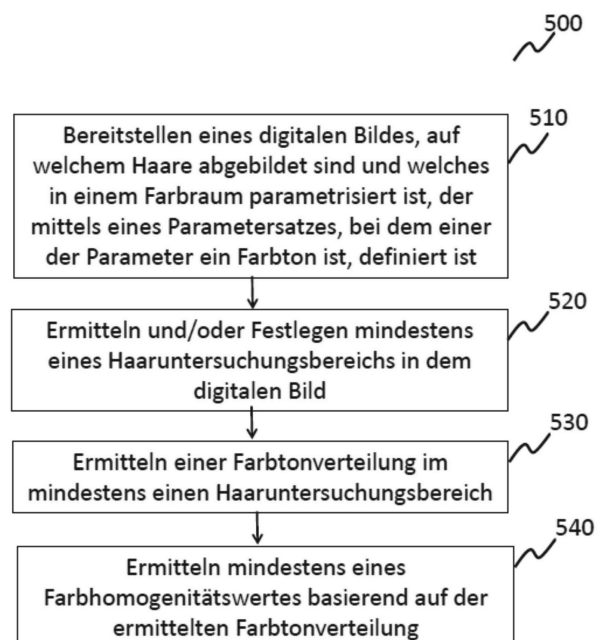 500
510
Bereitstellen eines digitalen Bildes, auf
welchem Haare abgebildet sind und welches
in einem Farbraum parametrisiert ist, der
mittels eines Parametersatzes, bei dem einer
der Parameter ein Farbton ist, definiert ist
520
Ermitteln und/oder Festlegen mindestens
eines Haaruntersuchungsbereichs in dem
digitalen Bild
530
Ermitteln einer Farbtonverteilung im
mindestens einen Haaruntersuchungsbereich
540
Ermitteln mindestens eines
Farbhomogenitätswertes basierend auf der
ermittelten Farbtonverteilung